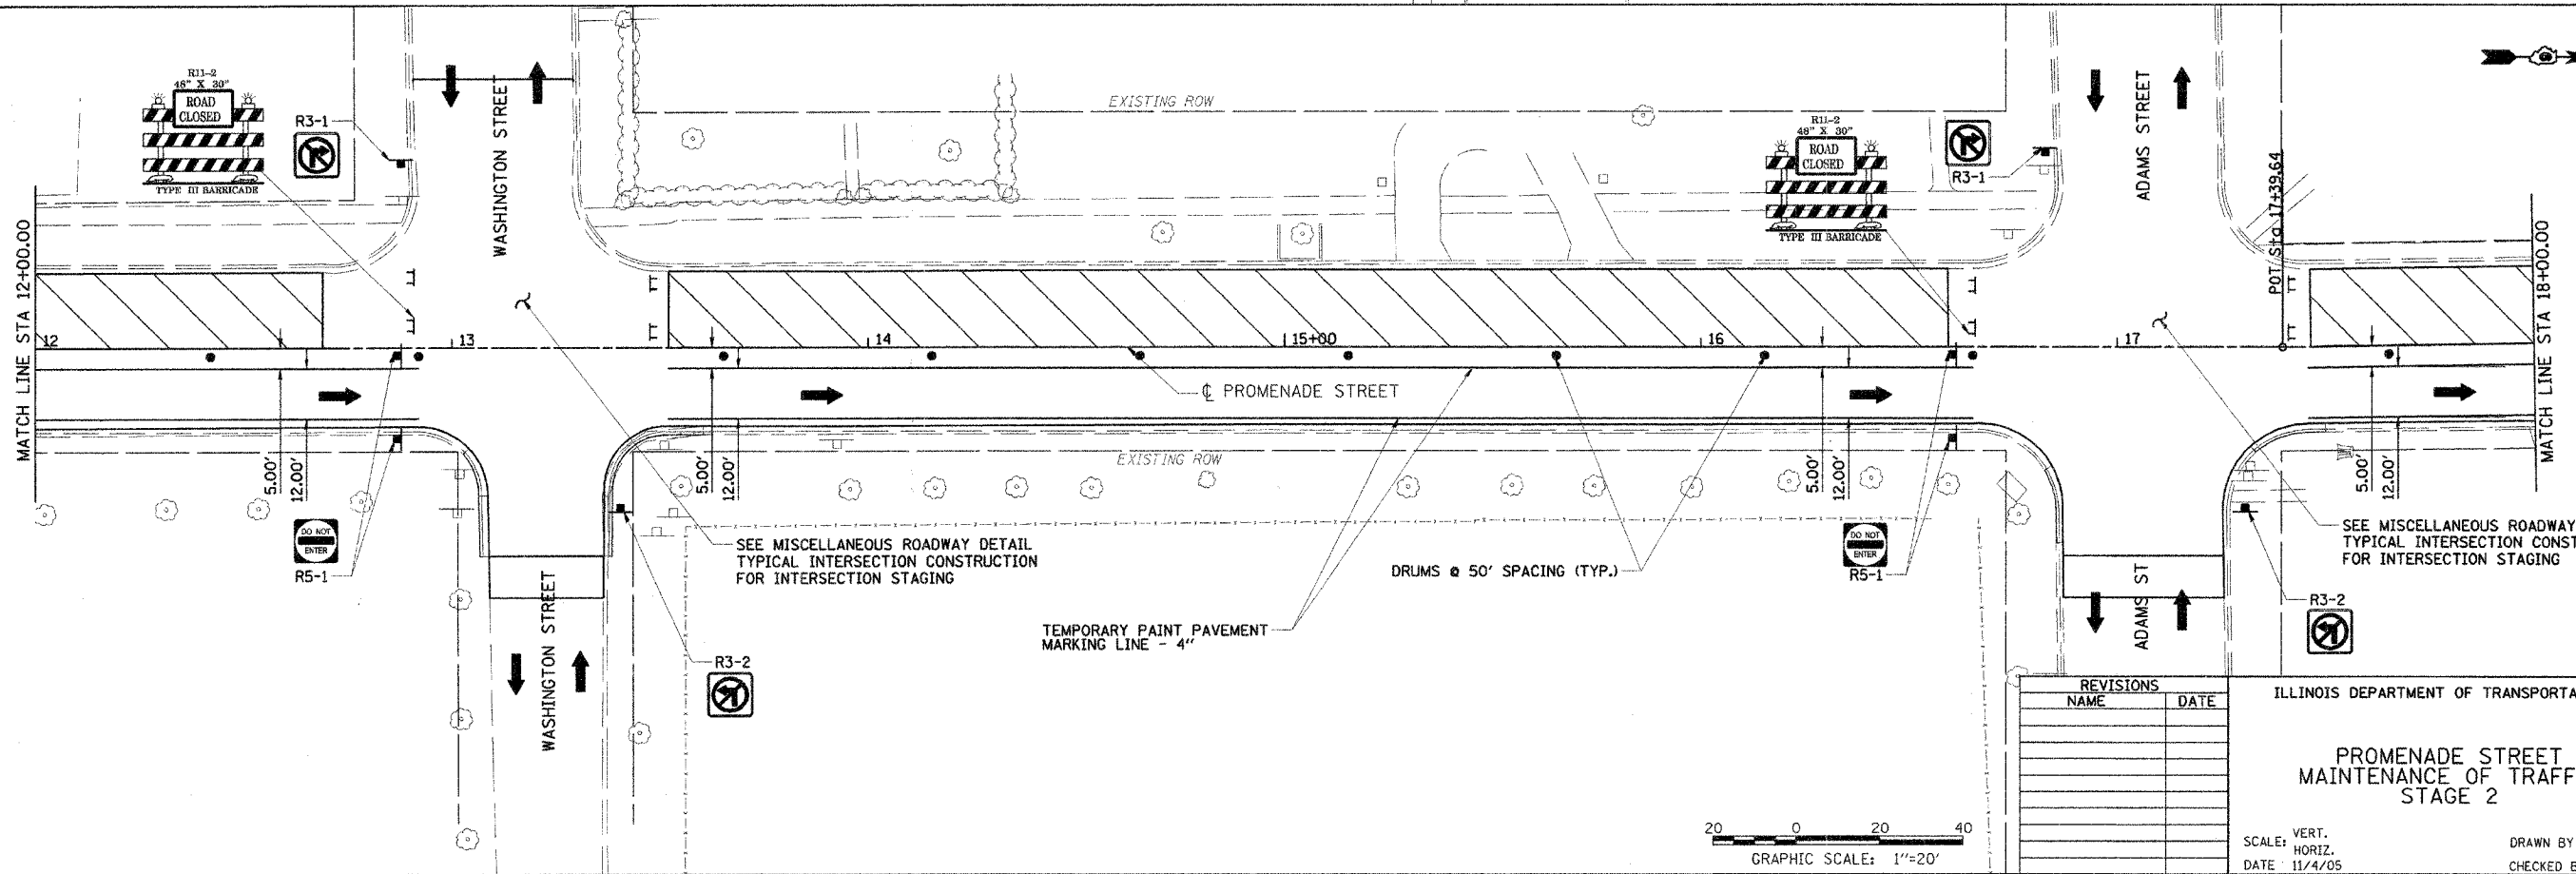 R11-2
48" X 30"
ROAD
CLOSED
TYPE III BARRICADE
R3-1
WASHINGTON STREET
EXISTING ROW
R11-2
48" X 30"
ROAD
CLOSED
TYPE III BARRICADE
R3-1
ADAMS STREET
POT Sta 17+39.64
MATCH LINE STA 12+00.00
MATCH LINE STA 18+00.00
12
13
14
15+00
16
17
℄ PROMENADE STREET
5.00'
12.00'
5.00'
12.00'
5.00'
12.00'
5.00'
12.00'
EXISTING ROW
DO NOT
ENTER
R5-1
SEE MISCELLANEOUS ROADWAY DETAIL
TYPICAL INTERSECTION CONSTRUCTION
FOR INTERSECTION STAGING
DRUMS @ 50' SPACING (TYP.)
DO NOT
ENTER
R5-1
SEE MISCELLANEOUS ROADWAY
TYPICAL INTERSECTION CONST
FOR INTERSECTION STAGING
TEMPORARY PAINT PAVEMENT
MARKING LINE - 4"
WASHINGTON STREET
R3-2
ADAMS ST
R3-2
20 0 20 40
GRAPHIC SCALE: 1"=20'
REVISIONS
NAME DATE
ILLINOIS DEPARTMENT OF TRANSPORTA
PROMENADE STREET
MAINTENANCE OF TRAFF
STAGE 2
SCALE: VERT.
HORIZ.
DATE 11/4/05
DRAWN BY
CHECKED B